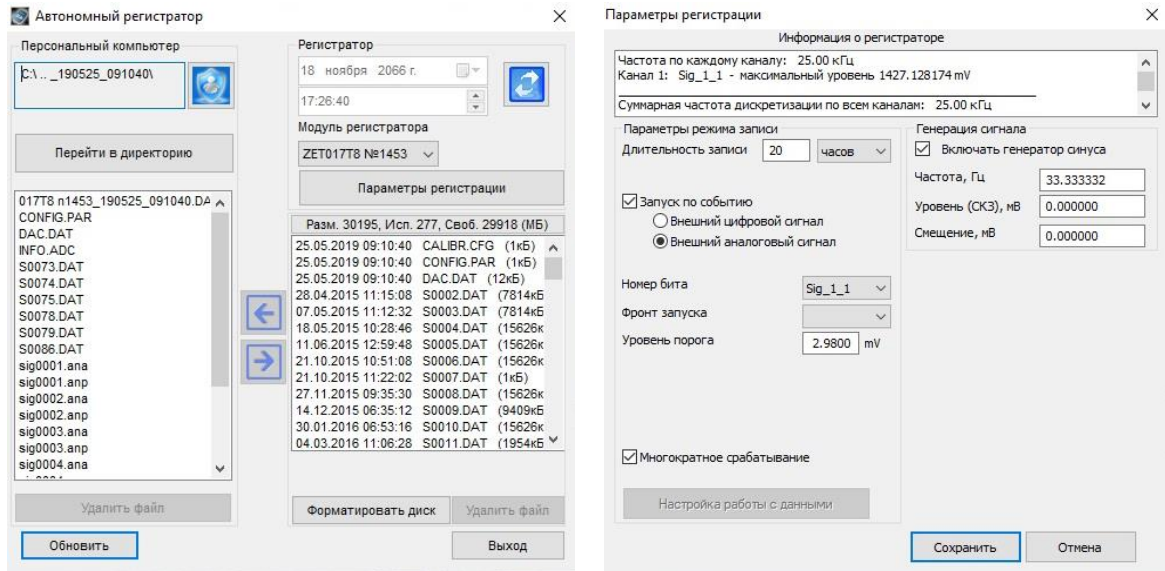 Автономный регистратор
Персональный компьютер
C:\ .. _190525_091040\
Перейти в директорию
017T8 n1453_190525_091040.DA
CONFIG.PAR
DAC.DAT
INFO.ADC
S0073.DAT
S0074.DAT
S0075.DAT
S0078.DAT
S0079.DAT
S0086.DAT
sig0001.ana
sig0001.anp
sig0002.ana
sig0002.anp
sig0003.ana
sig0003.anp
sig0004.ana
Удалить файл
Обновить
Регистратор
18 ноября 2066 г.
17:26:40
Модуль регистратора
ZET017T8 №1453
Параметры регистрации
Разм. 30195, Исп. 277, Своб. 29918 (МБ)
25.05.2019 09:10:40 CALIBR.CFG (1кБ)
25.05.2019 09:10:40 CONFIG.PAR (1кБ)
25.05.2019 09:10:40 DAC.DAT (12кБ)
28.04.2015 11:15:08 S0002.DAT (7814кБ
07.05.2015 11:12:32 S0003.DAT (7814кБ
18.05.2015 10:28:46 S0004.DAT (15626к
11.06.2015 12:59:48 S0005.DAT (15626к
21.10.2015 10:51:08 S0006.DAT (15626к
21.10.2015 11:22:02 S0007.DAT (1кБ)
27.11.2015 09:35:30 S0008.DAT (15626к
14.12.2015 06:35:12 S0009.DAT (9409кБ
30.01.2016 06:53:16 S0010.DAT (15626к
04.03.2016 11:06:28 S0011.DAT (1954кБ
Форматировать диск
Удалить файл
Выход
Параметры регистрации
Информация о регистраторе
Частота по каждому каналу: 25.00 кГц
Канал 1: Sig_1_1 - максимальный уровень 1427.128174 mV
Суммарная частота дискретизации по всем каналам: 25.00 кГц
Параметры режима записи
Длительность записи 20 часов
Запуск по событию
Внешний цифровой сигнал
Внешний аналоговый сигнал
Номер бита Sig_1_1
Фронт запуска
Уровень порога 2.9800 mV
Многократное срабатывание
Настройка работы с данными
Генерация сигнала
Включать генератор синуса
Частота, Гц 33.333332
Уровень (СКЗ), мВ 0.000000
Смещение, мВ 0.000000
Сохранить
Отмена